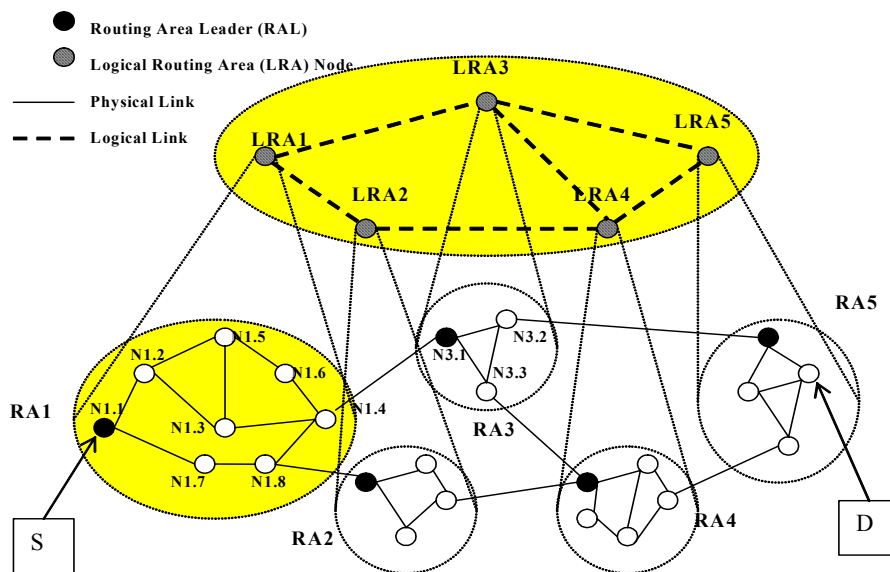 Routing Area Leader (RAL)
Logical Routing Area (LRA) Node
Physical Link
Logical Link
LRA3
LRA1
LRA5
LRA2
LRA4
RA5
N1.5
N3.2
N1.2
N3.1
N1.6
N3.3
RA1
N1.1
N1.4
N1.3
RA3
N1.7
N1.8
RA2
RA4
S
D